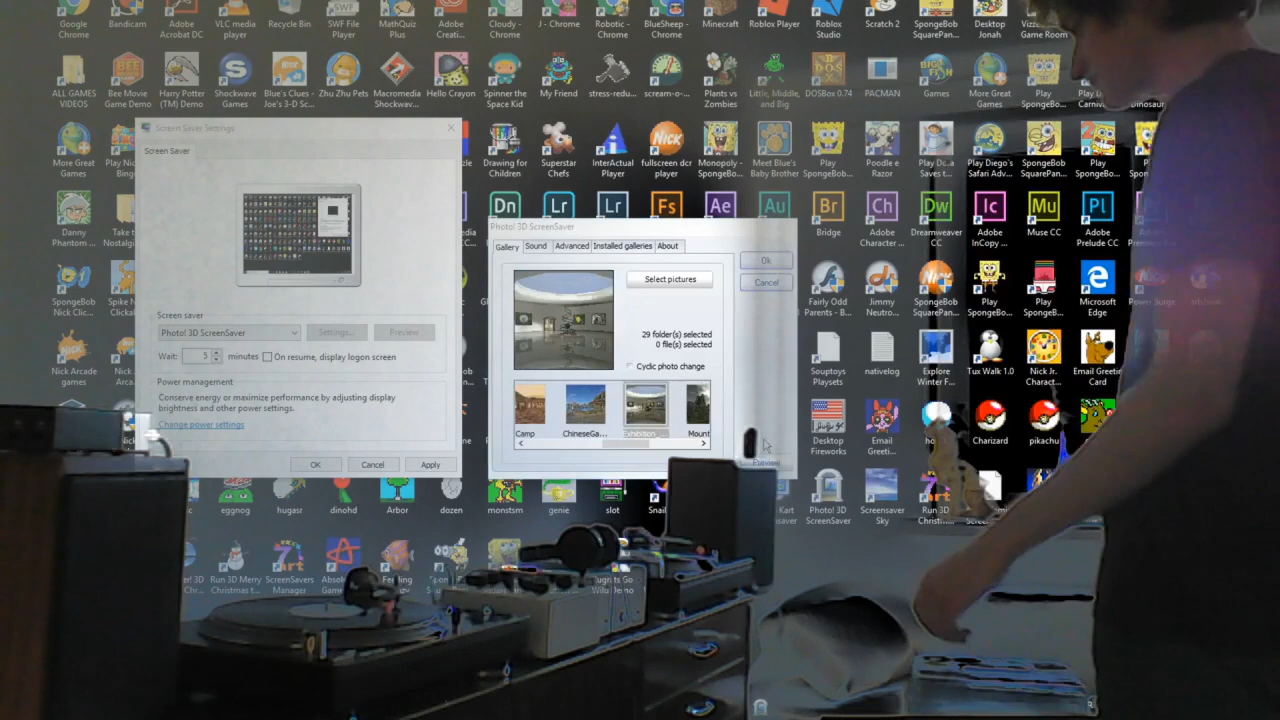 Google
Bandicam
Adobe
Acrobat DC
VLC media
player
Recycle Bin
SWF File
Player
MathQuiz
Plus
Adobe
Creati...
Cloudy -
Chrome
J - Chrome
Robotic -
Chrome
BlueSheep -
Chrome
Minecraft
Roblox Player
Roblox
Studio
Scratch 2
SpongeBob
SquarePan...
Desktop
Jonah
Game Room
ALL GAMES
VIDEOS
Bee Movie
Game Demo
Harry Potter
(TM) Demo
Shockwave
Games
Blue's Clues -
Joe's 3-D Sc...
Zhu Zhu Pets
Macromedia
Shockwav...
Hello Crayon
Spinner the
Space Kid
My Friend
stress-redu...
scream-o-...
Plants vs
Zombies
Little, Middle,
and Big
DOSBox 0.74
PACMAN
Games
More Great
Games
Play
SpongeBo...
Screen Saver Settings
Screen Saver
More Great
Games
Drawing for
Children
Superstar
Chefs
InterActual
Player
fullscreen dcr
player
Monopoly -
SpongeBo...
Meet Blue's
Baby Brother
Play
SpongeBob...
Poodle e
Razor
Saves t...
Play Diego's
Safari Adv...
SpongeBob
SquarePan...
Play
SpongeBo...
Danny
Phantom ...
Dn
Lr
Lr
Fs
Ae
Au
Br
Ch
Dw
Ic
Mu
Pl
Bridge
Adobe
Character ...
Dreamweaver
CC
Adobe
InCopy ...
Muse CC
Adobe
Prelude CC
Photo! 3D ScreenSaver
Gallery
Sound
Advanced
Installed galleries
About
Ok
Cancel
Select pictures
29 folder(s) selected
0 file(s) selected
Cyclic photo change
Camp
ChineseGa...
Exhibition
Mount
Preview
SpongeBob
Nick Clic...
Fairly Odd
Parents - B...
Jimmy
Neutro...
SpongeBob
SquarePan...
Play
SpongeBo...
Play
SpongeBo...
Microsoft
Edge
Screen saver
Photo! 3D ScreenSaver
Settings...
Preview
Wait:
5
minutes
On resume, display logon screen
Power management
Conserve energy or maximize performance by adjusting display
brightness and other power settings.
Change power settings
OK
Cancel
Apply
Nick Arcade
games
Souptoys
Playsets
nativelog
Explore
Winter F...
Tux Walk 1.0
Nick Jr.
Charact...
Email Greeting
Card
Desktop
Fireworks
Email
Greeti...
Charizard
pikachu
eggnog
hugasr
dinohd
Arbor
dozen
monstsm
genie
slot
Snail
Photo! 3D
ScreenSaver
Screensaver
Sky
Run 3D
Christm...
Run 3D Merry
Christmas t...
ScreenSavers
Manager